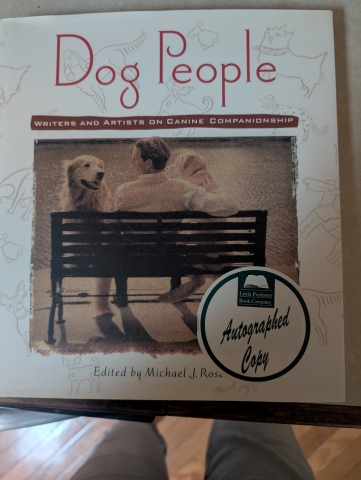 Dog People
Writers and Artists on Canine Companionship
Little Professor
Book Company
Autographed
Copy
Edited by Michael J. Rose